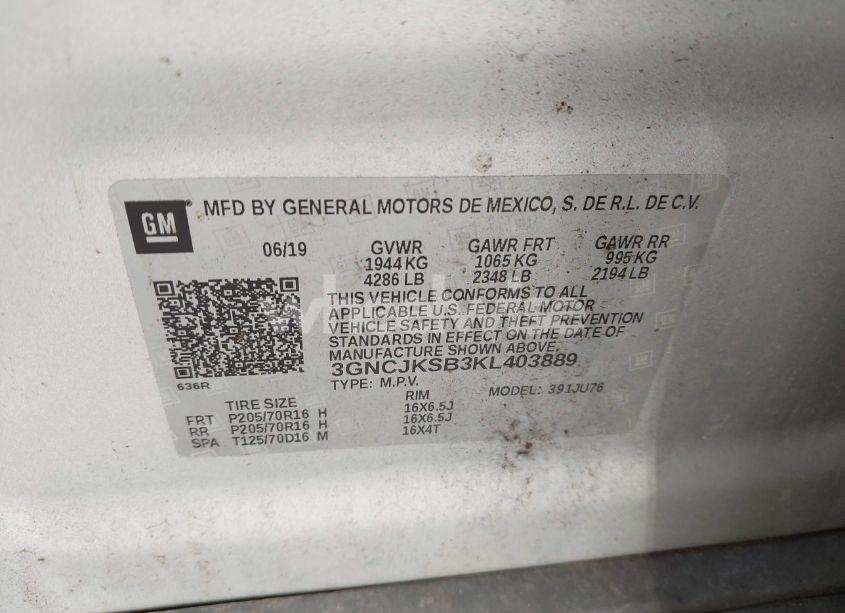 GM
MFD BY GENERAL MOTORS DE MEXICO, S. DE R.L. DE C.V.
06/19 GVWR GAWR FRT GAWR RR
1944 KG 1065 KG 995 KG
4286 LB 2348 LB 2194 LB
THIS VEHICLE CONFORMS TO ALL
APPLICABLE U.S. FEDERAL MOTOR
VEHICLE SAFETY AND THEFT PREVENTION
STANDARDS IN EFFECT ON THE DATE OF
MANUFACTURE SHOWN ABOVE.
3GNCJKSB3KL403889
636R
TYPE: M.P.V. MODEL: 391JU76
TIRE SIZE RIM
FRT P205/70R16 H 16X6.5J
RR P205/70R16 H 16X6.5J
SPA T125/70D16 M 16X4T